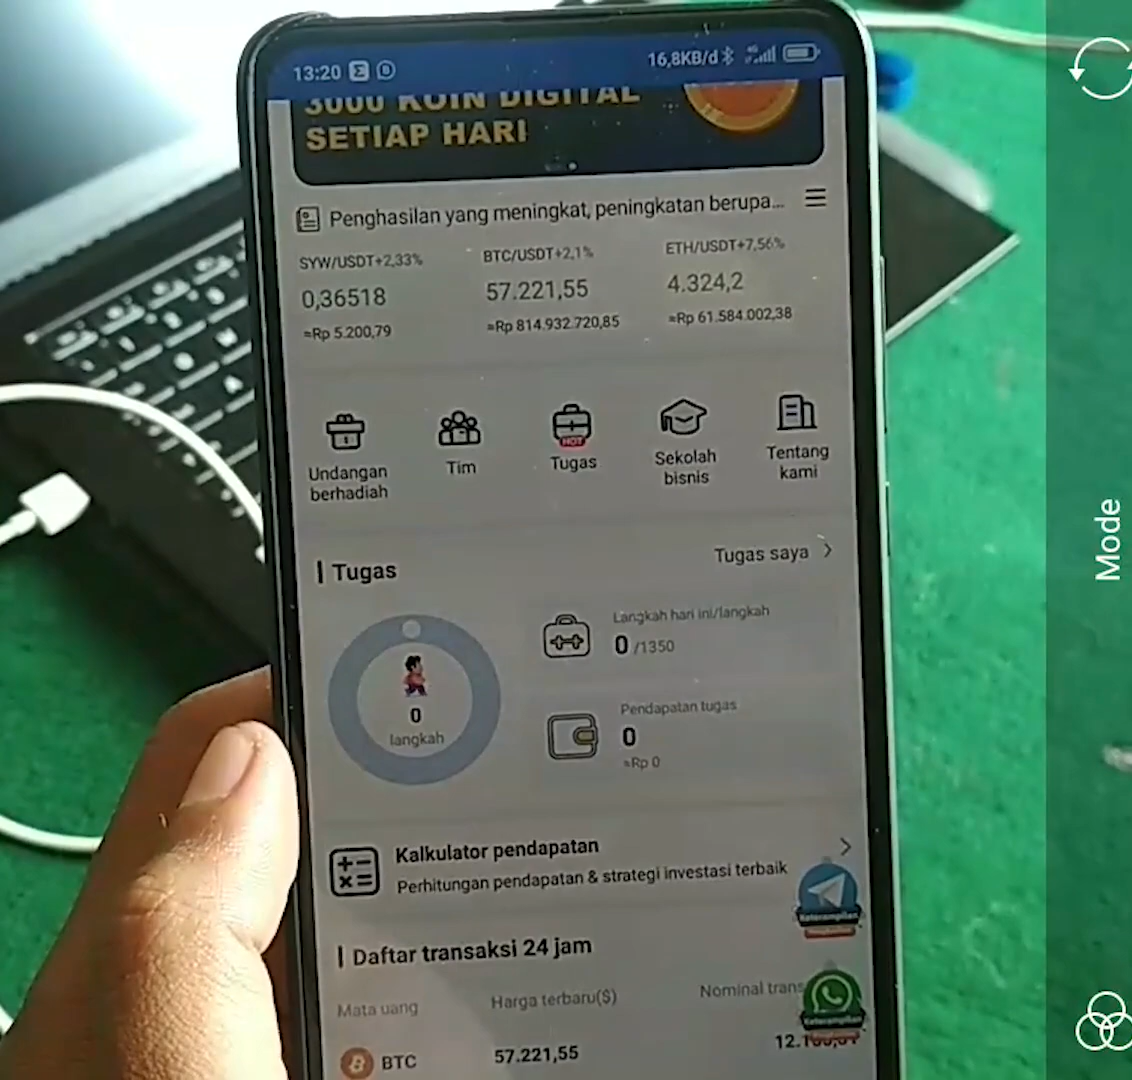 13:20
16,8KB/d
3000 KOIN DIGITAL
SETIAP HARI
Penghasilan yang meningkat, peningkatan berupa...
SYW/USDT+2,33%
BTC/USDT+2,1%
ETH/USDT+7,56%
0,36518
57.221,55
4.324,2
≈Rp 5.200,79
≈Rp 814.932.720,85
≈Rp 61.584.002,38
HOT
Undangan
berhadiah
Tim
Tugas
Sekolah
bisnis
Tentang
kami
Tugas
Tugas saya
Langkah hari ini/langkah
0 /1350
0
langkah
Pendapatan tugas
0
≈Rp 0
Kalkulator pendapatan
Perhitungan pendapatan & strategi investasi terbaik
Keterampilan
Daftar transaksi 24 jam
Mata uang
Harga terbaru($)
Nominal trans
Keterampilan
BTC
57.221,55
Mode